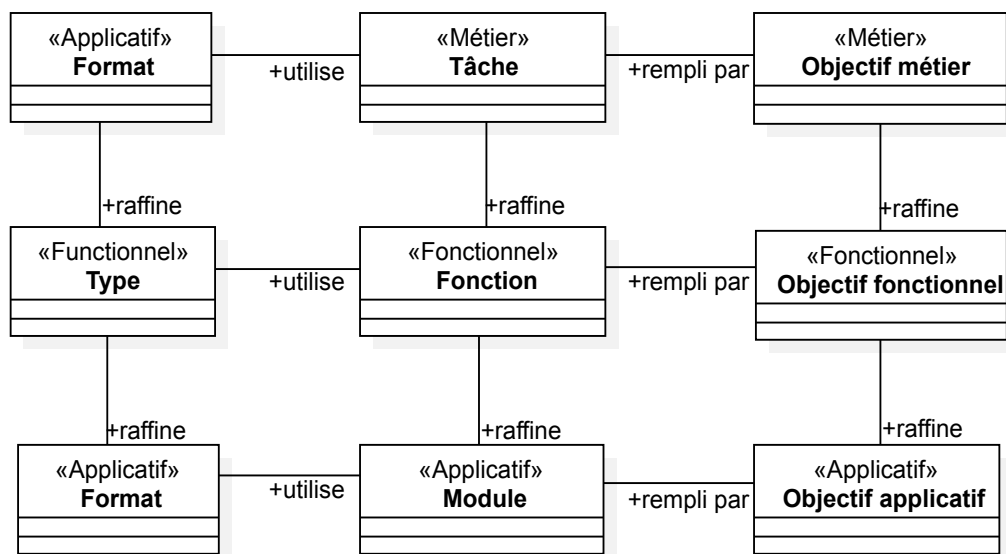 «Applicatif»
Format
+utilise
«Métier»
Tâche
+rempli par
«Métier»
Objectif métier
+raffine
+raffine
+raffine
«Functionnel»
Type
+utilise
«Fonctionnel»
Fonction
+rempli par
«Fonctionnel»
Objectif fonctionnel
+raffine
+raffine
+raffine
«Applicatif»
Format
+utilise
«Applicatif»
Module
+rempli par
«Applicatif»
Objectif applicatif